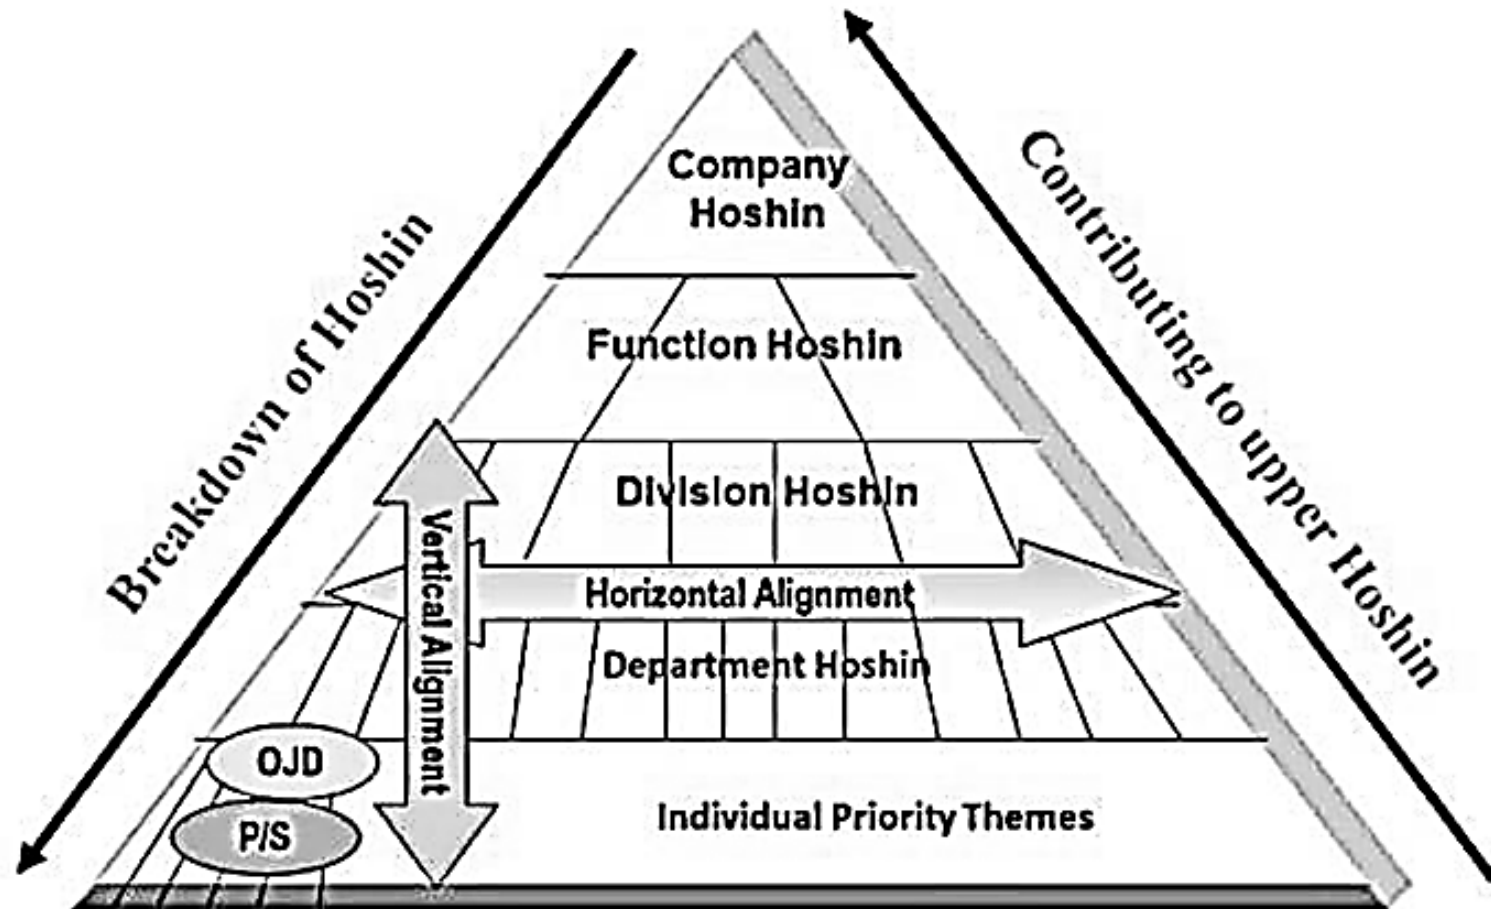 Company
Hoshin
Breakdown of Hoshin
Contributing to upper Hoshin
Function Hoshin
Division Hoshin
Vertical Alignment
Horizontal Alignment
Department Hoshin
OJD
P/S
Individual Priority Themes